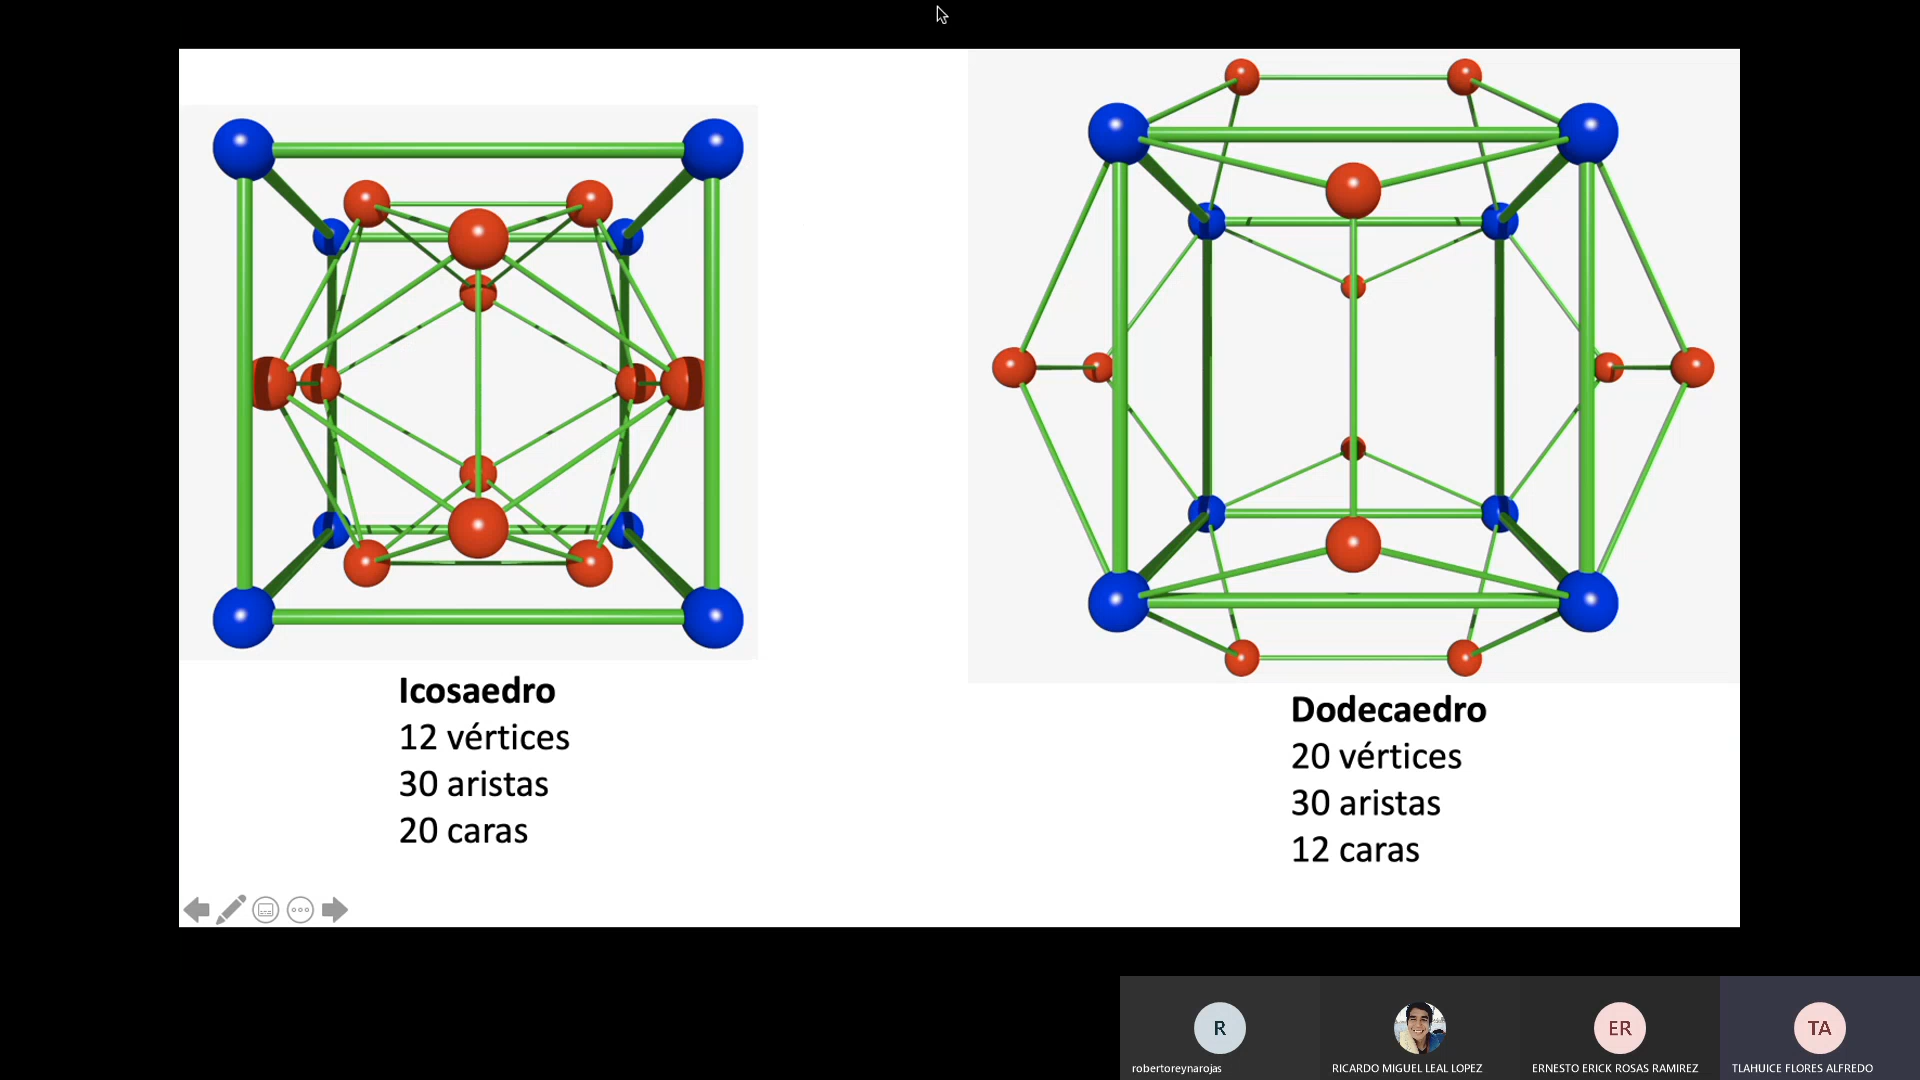 Icosaedro
12 vértices
30 aristas
20 caras
Dodecaedro
20 vértices
30 aristas
12 caras
R
robertoreynarojas
RICARDO MIGUEL LEAL LOPEZ
ER
ERNESTO ERICK ROSAS RAMIREZ
TA
TLAHUICE FLORES ALFREDO